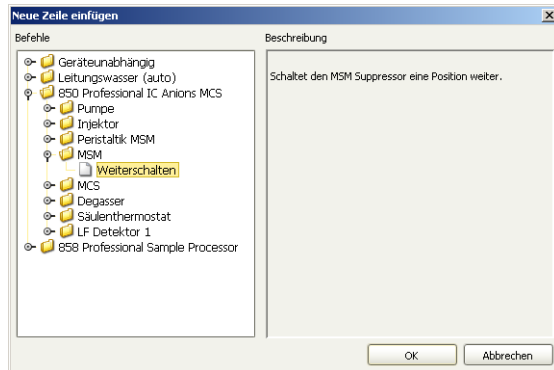 Neue Zeile einfügen
Befehle
Beschreibung
Geräteunabhängig
Leitungswasser (auto)
850 Professional IC Anions MCS
Pumpe
Injektor
Peristaltik MSM
MSM
Weiterschalten
MCS
Degasser
Säulenthermostat
LF Detektor 1
858 Professional Sample Processor
Schaltet den MSM Suppressor eine Position weiter.
OK
Abbrechen